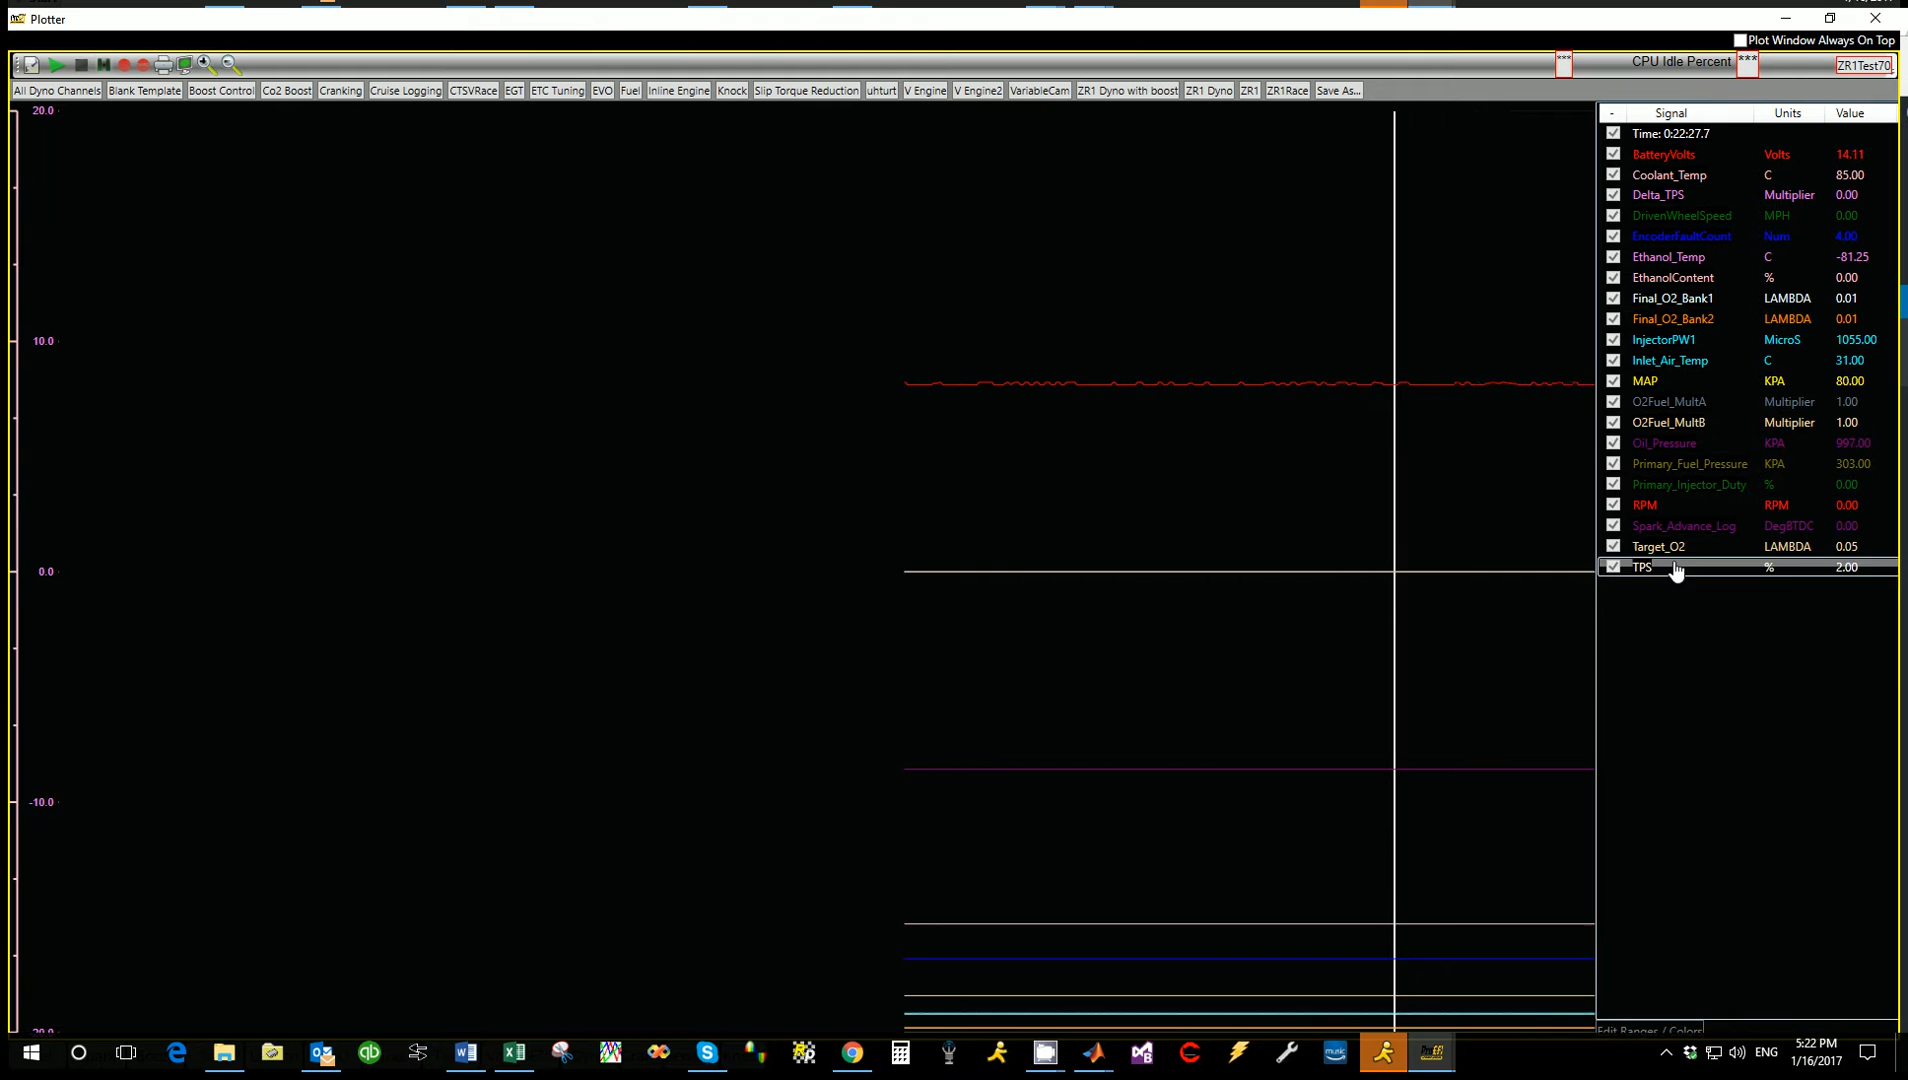 Plotter
Plot Window Always On Top
*** CPU Idle Percent *** ZR1Test70
All Dyno Channels Blank Template Boost Control Co2 Boost Cranking Cruise Logging CTSVRace EGT ETC Tuning EVO Fuel Inline Engine Knock Slip Torque Reduction uhturt V Engine V Engine2 VariableCam ZR1 Dyno with boost ZR1 Dyno ZR1 ZR1Race Save As...
20.0
10.0
0.0
-10.0
-20.0
- Signal Units Value
Time: 0:22:27.7
BatteryVolts Volts 14.11
Coolant_Temp C 85.00
Delta_TPS Multiplier 0.00
DrivenWheelSpeed MPH 0.00
EncoderFaultCount Num 4.00
Ethanol_Temp C -81.25
EthanolContent % 0.00
Final_O2_Bank1 LAMBDA 0.01
Final_O2_Bank2 LAMBDA 0.01
InjectorPW1 MicroS 1055.00
Inlet_Air_Temp C 31.00
MAP KPA 80.00
O2Fuel_MultA Multiplier 1.00
O2Fuel_MultB Multiplier 1.00
Oil_Pressure KPA 997.00
Primary_Fuel_Pressure KPA 303.00
Primary_Injector_Duty % 0.00
RPM RPM 0.00
Spark_Advance_Log DegBTDC 0.00
Target_O2 LAMBDA 0.05
TPS % 2.00
Edit Ranges / Colors
ENG
5:22 PM
1/16/2017